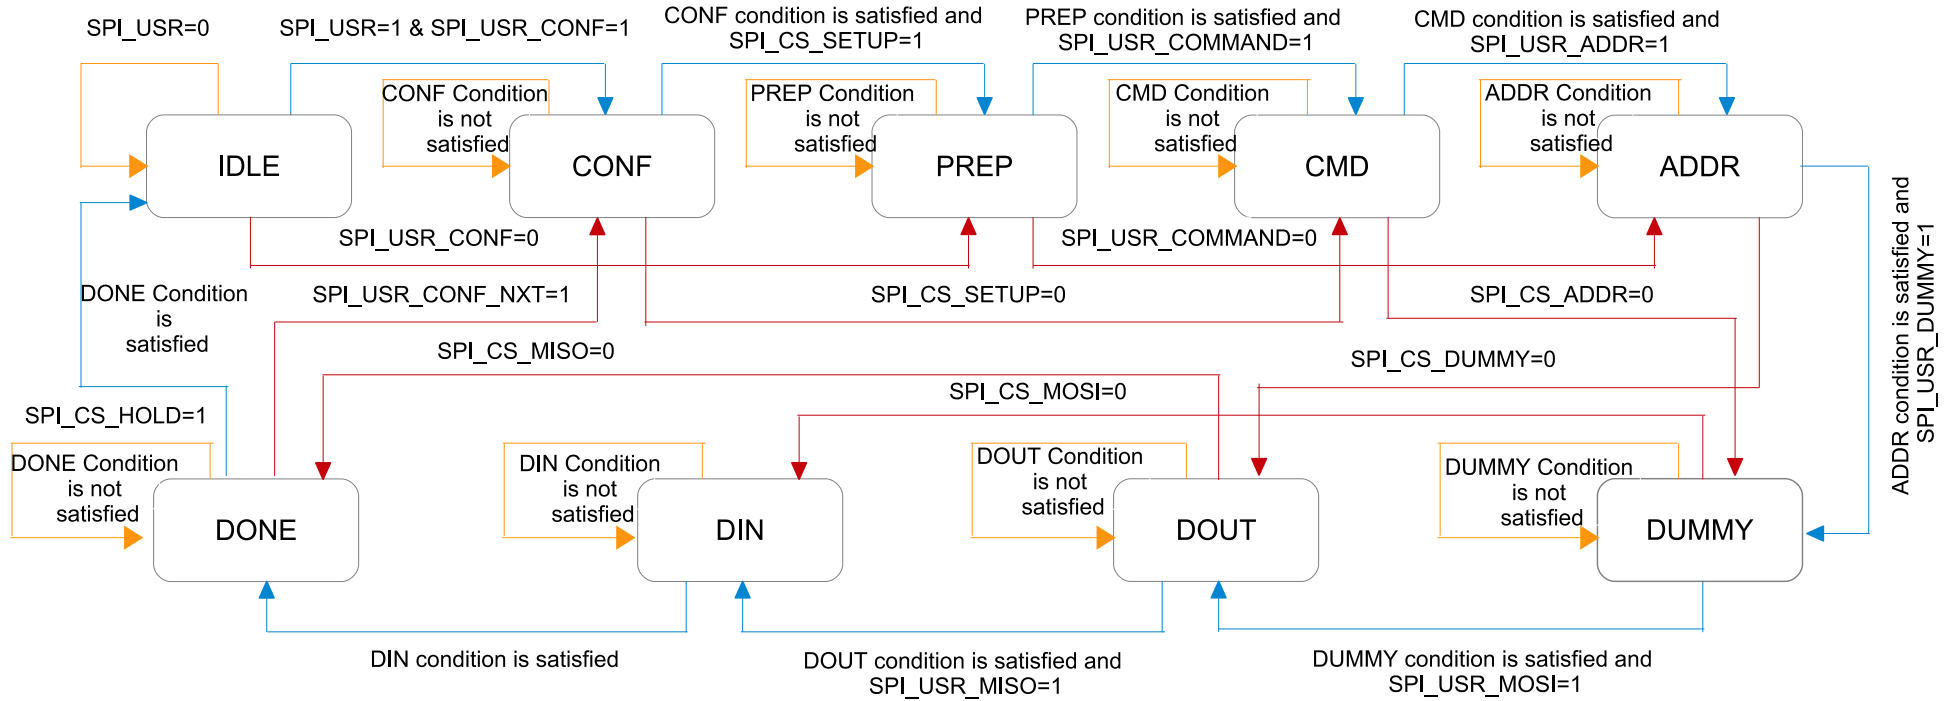 SPI_USR=0
SPI_USR=1 & SPI_USR_CONF=1
CONF condition is satisfied and
SPI_CS_SETUP=1
PREP condition is satisfied and
SPI_USR_COMMAND=1
CMD condition is satisfied and
SPI_USR_ADDR=1
CONF Condition
is not
satisfied
PREP Condition
is not
satisfied
CMD Condition
is not
satisfied
ADDR Condition
is not
satisfied
IDLE
CONF
PREP
CMD
ADDR
SPI_USR_CONF=0
SPI_USR_COMMAND=0
ADDR condition is satisfied and
SPI_USR_DUMMY=1
DONE Condition
is
satisfied
SPI_USR_CONF_NXT=1
SPI_CS_SETUP=0
SPI_CS_ADDR=0
SPI_CS_MISO=0
SPI_CS_DUMMY=0
SPI_CS_MOSI=0
SPI_CS_HOLD=1
DONE Condition
is not
satisfied
DIN Condition
is not
satisfied
DOUT Condition
is not
satisfied
DUMMY Condition
is not
satisfied
DONE
DIN
DOUT
DUMMY
DIN condition is satisfied
DOUT condition is satisfied and
SPI_USR_MISO=1
DUMMY condition is satisfied and
SPI_USR_MOSI=1